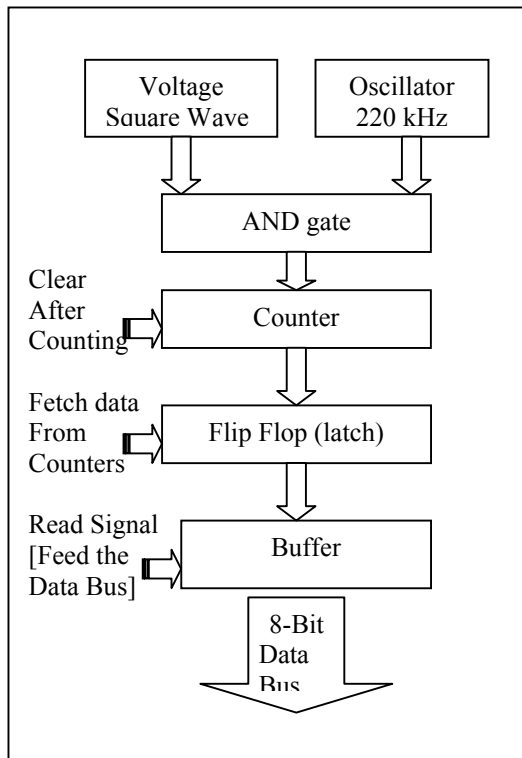 Voltage
Square Wave
Oscillator
220 kHz
AND gate
Clear
After
Counting
Counter
Fetch data
From
Counters
Flip Flop (latch)
Read Signal
[Feed the
Data Bus]
Buffer
8-Bit
Data
Bus